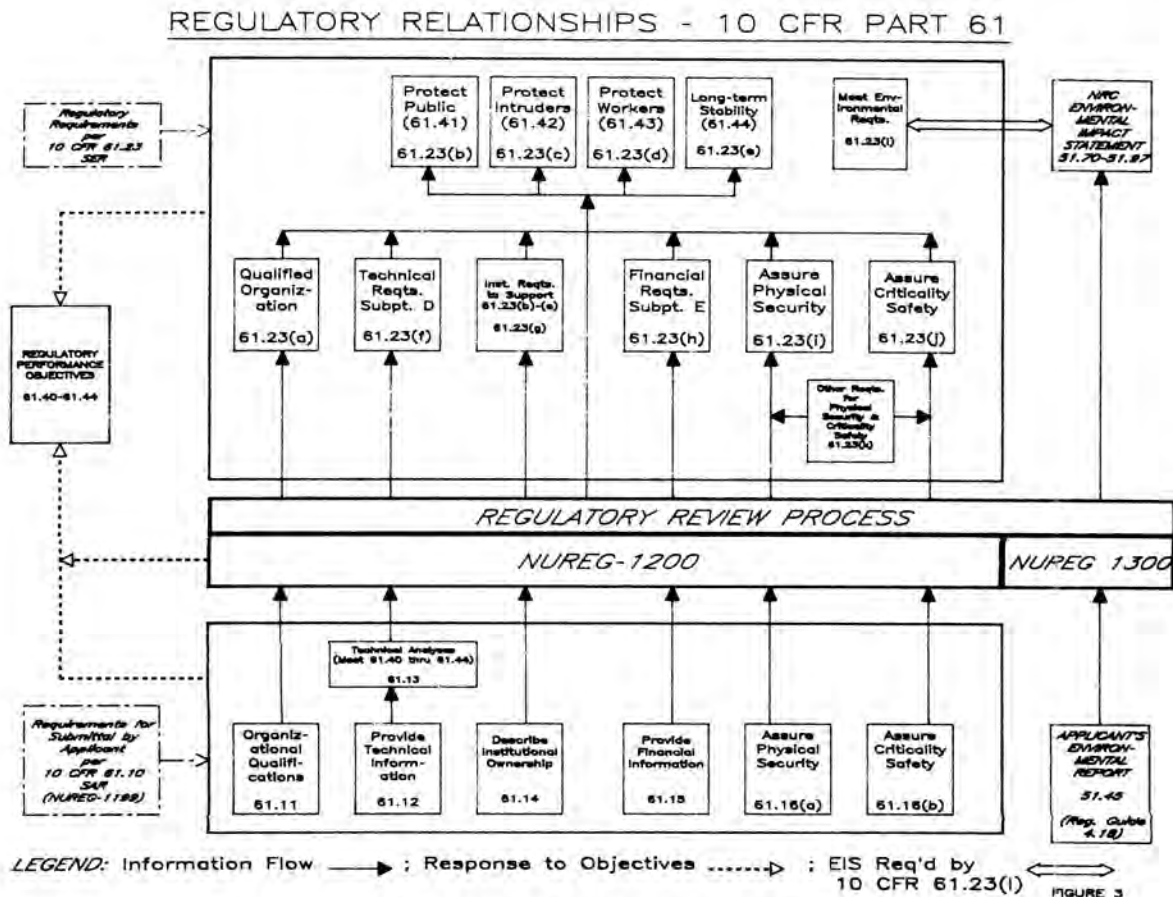 REGULATORY RELATIONSHIPS - 10 CFR PART 61
Regulatory
Requirements
per
10 CFR 61.23
SER
Protect
Public
(61.41)
61.23(b)
Protect
Intruders
(61.42)
61.23(c)
Protect
Workers
(61.43)
61.23(d)
Long-term
Stability
(61.44)
61.23(e)
Meet Env-
ironmental
Reqts.
61.23(l)
NRC
ENVIRON-
MENTAL
IMPACT
STATEMENT
51.70-51.97
Qualified
Organiz-
ation
61.23(a)
Technical
Reqts.
Subpt. D
61.23(f)
Inst. Reqts.
to Support
61.23(b)-(e)
61.23(g)
Financial
Reqts.
Subpt. E
61.23(h)
Assure
Physical
Security
61.23(i)
Assure
Criticality
Safety
61.23(j)
REGULATORY
PERFORMANCE
OBJECTIVES
61.40-61.44
Other Reqts.
for
Physical
Security &
Criticality
Safety
61.23(k)
REGULATORY REVIEW PROCESS
NUREG-1200
NUREG 1300
Technical Analyses
(Meet 61.40 thru 61.44)
61.13
Requirements for
Submittal by
Applicant
per
10 CFR 61.10
SAR
(NUREG-1199)
Organiz-
ational
Qualifi-
cations
61.11
Provide
Technical
Inform-
ation
61.12
Describe
Institutional
Ownership
61.14
Provide
Financial
Information
61.15
Assure
Physical
Security
61.16(a)
Assure
Criticality
Safety
61.16(b)
APPLICANT'S
ENVIRON-
MENTAL
REPORT
51.45
(Reg. Guide
4.18)
LEGEND: Information Flow ; Response to Objectives ; EIS Req'd by
10 CFR 61.23(l)
FIGURE 3